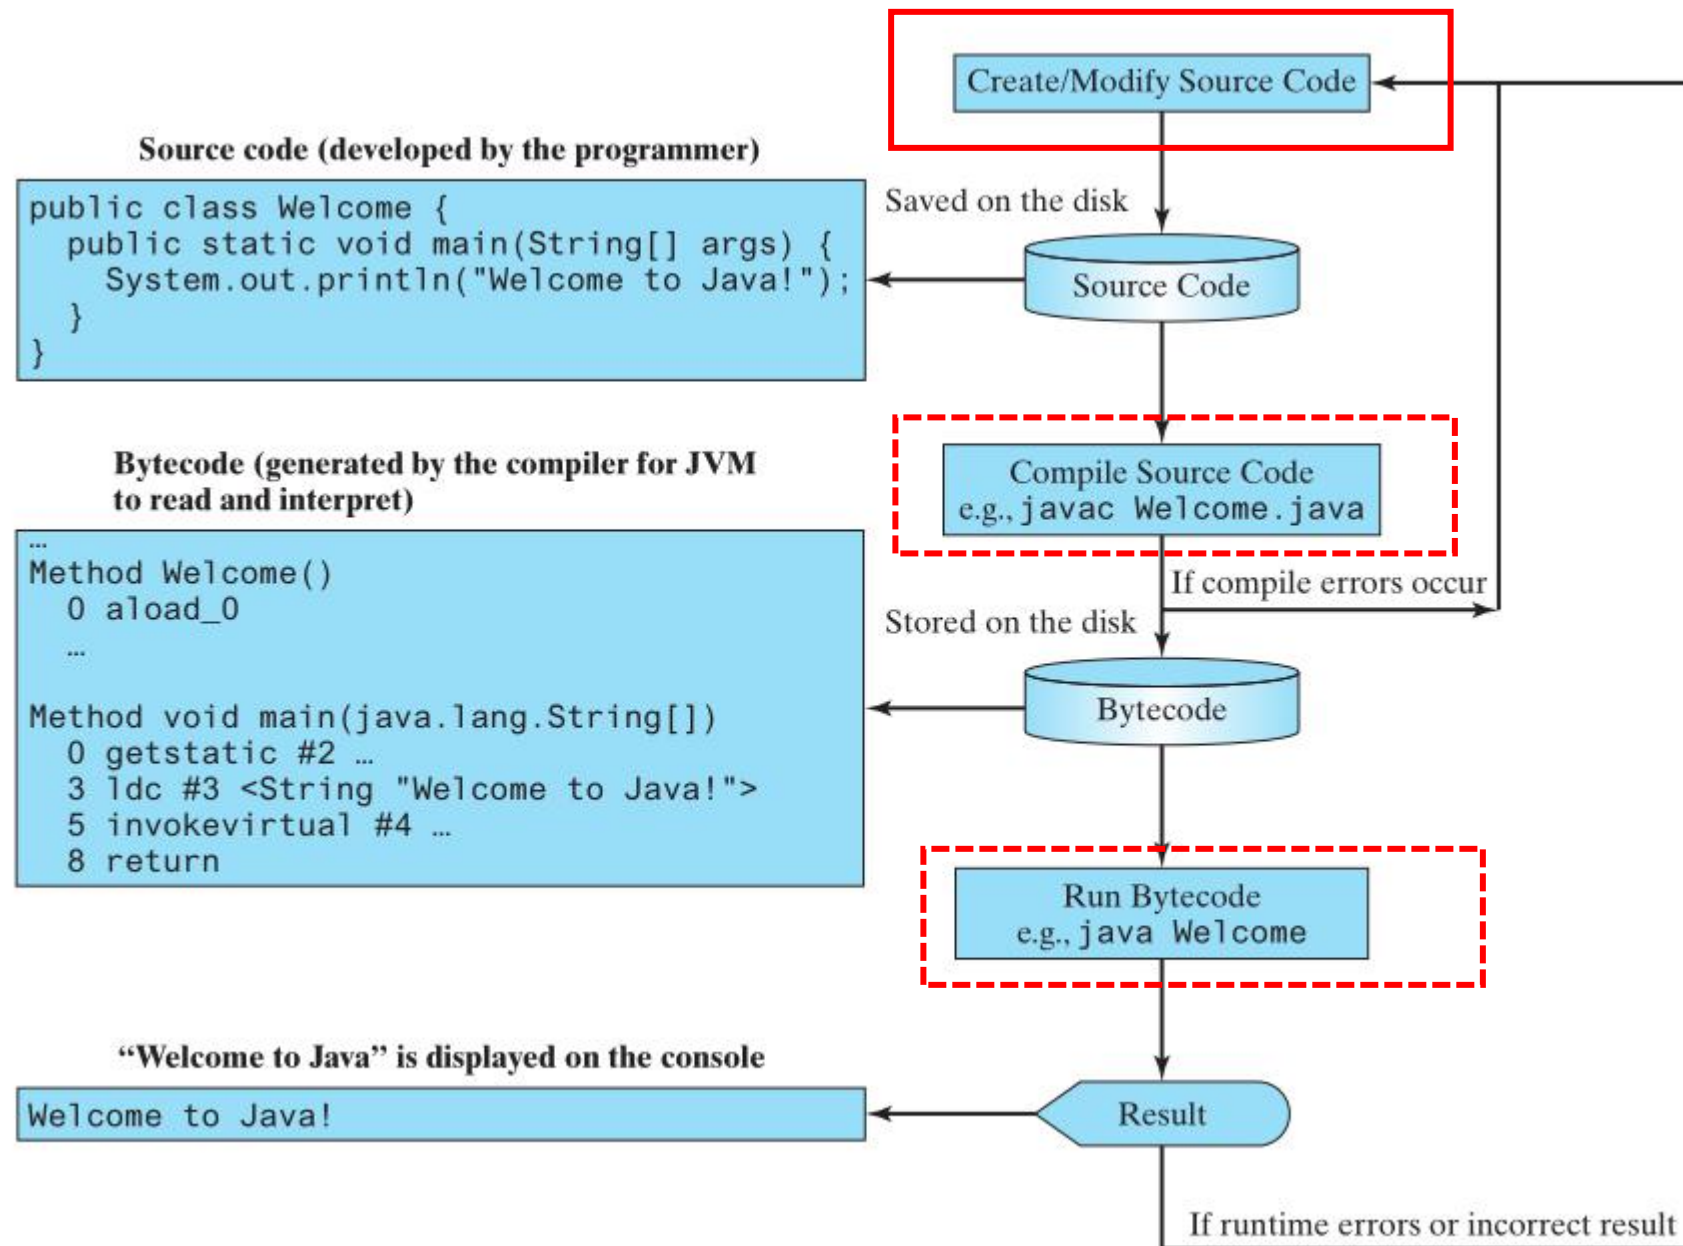 Create/Modify Source Code
Source code (developed by the programmer)
public class Welcome {
  public static void main(String[] args) {
    System.out.println("Welcome to Java!");
  }
}
Saved on the disk
Source Code
Compile Source Code
e.g., javac Welcome.java
If compile errors occur
Bytecode (generated by the compiler for JVM
to read and interpret)
…
Method Welcome()
  0 aload_0
  …
Method void main(java.lang.String[])
  0 getstatic #2 …
  3 ldc #3 <String "Welcome to Java!">
  5 invokevirtual #4 …
  8 return
Stored on the disk
Bytecode
Run Bytecode
e.g., java Welcome
“Welcome to Java” is displayed on the console
Welcome to Java!
Result
If runtime errors or incorrect result